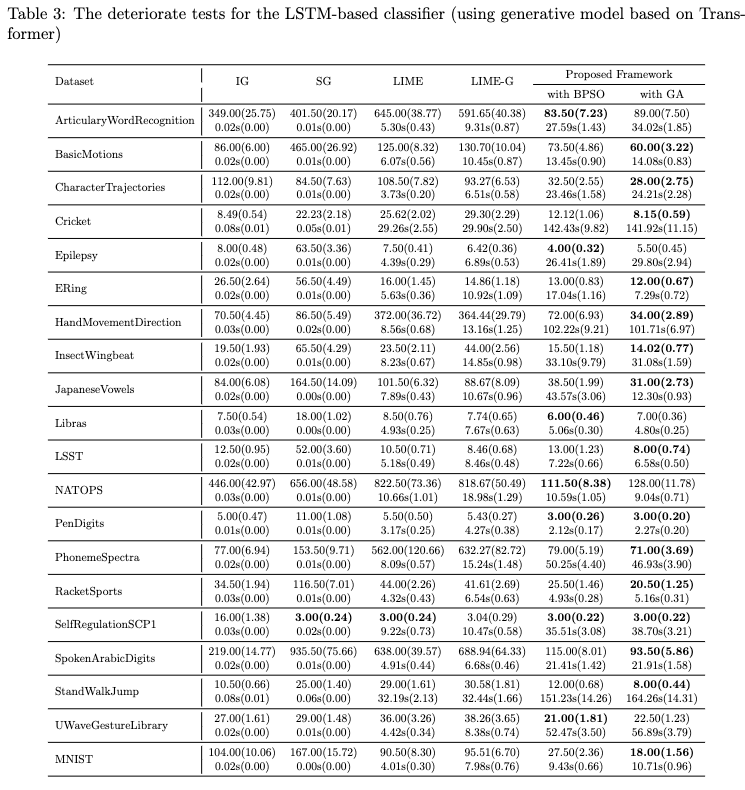 Table 3: The deteriorate tests for the LSTM-based classifier (using generative model based on Trans-
former)
Dataset IG SG LIME LIME-G Proposed Framework
with BPSO with GA
ArticularyWordRecognition 349.00(25.75) 401.50(20.17) 645.00(38.77) 591.65(40.38) 83.50(7.23) 89.00(7.50)
0.02s(0.00) 0.01s(0.00) 5.30s(0.43) 9.31s(0.87) 27.59s(1.43) 34.02s(1.85)
BasicMotions 86.00(6.00) 465.00(26.92) 125.00(8.32) 130.70(10.04) 73.50(4.86) 60.00(3.22)
0.02s(0.00) 0.01s(0.00) 6.07s(0.56) 10.45s(0.87) 13.45s(0.90) 14.08s(0.83)
CharacterTrajectories 112.00(9.81) 84.50(7.63) 108.50(7.82) 93.27(6.53) 32.50(2.55) 28.00(2.75)
0.02s(0.00) 0.01s(0.00) 3.73s(0.20) 6.51s(0.58) 23.46s(1.58) 24.21s(2.28)
Cricket 8.49(0.54) 22.23(2.18) 25.62(2.02) 29.30(2.29) 12.12(1.06) 8.15(0.59)
0.08s(0.01) 0.05s(0.01) 29.26s(2.55) 29.90s(2.50) 142.43s(9.82) 141.92s(11.15)
Epilepsy 8.00(0.48) 63.50(3.36) 7.50(0.41) 6.42(0.36) 4.00(0.32) 5.50(0.45)
0.02s(0.00) 0.01s(0.00) 4.39s(0.29) 6.89s(0.53) 26.41s(1.89) 29.80s(2.94)
ERing 26.50(2.64) 56.50(4.49) 16.00(1.45) 14.86(1.18) 13.00(0.83) 12.00(0.67)
0.02s(0.00) 0.01s(0.00) 5.63s(0.36) 10.92s(1.09) 17.04s(1.16) 7.29s(0.72)
HandMovementDirection 70.50(4.45) 86.50(5.49) 372.00(36.72) 364.44(29.79) 72.00(6.93) 34.00(2.89)
0.03s(0.00) 0.02s(0.00) 8.56s(0.68) 13.16s(1.25) 102.22s(9.21) 101.71s(6.97)
InsectWingbeat 19.50(1.93) 65.50(4.29) 23.50(2.11) 44.00(2.56) 15.50(1.18) 14.02(0.77)
0.02s(0.00) 0.01s(0.00) 8.23s(0.67) 14.85s(0.98) 33.10s(9.79) 31.08s(1.59)
JapaneseVowels 84.00(6.08) 164.50(14.09) 101.50(6.32) 88.67(8.09) 38.50(1.99) 31.00(2.73)
0.02s(0.00) 0.00s(0.00) 7.89s(0.43) 10.67s(0.96) 43.57s(3.06) 12.30s(0.93)
Libras 7.50(0.54) 18.00(1.02) 8.50(0.76) 7.74(0.65) 6.00(0.46) 7.00(0.36)
0.03s(0.00) 0.00s(0.00) 4.93s(0.25) 7.67s(0.63) 5.06s(0.30) 4.80s(0.25)
LSST 12.50(0.95) 52.00(3.60) 10.50(0.71) 8.46(0.68) 13.00(1.23) 8.00(0.74)
0.02s(0.00) 0.01s(0.00) 5.18s(0.49) 8.46s(0.48) 7.22s(0.66) 6.58s(0.50)
NATOPS 446.00(42.97) 656.00(48.58) 822.50(73.36) 818.67(50.49) 111.50(8.38) 128.00(11.78)
0.03s(0.00) 0.01s(0.00) 10.66s(1.01) 18.98s(1.29) 10.59s(1.05) 9.04s(0.71)
PenDigits 5.00(0.47) 11.00(1.08) 5.50(0.50) 5.43(0.27) 3.00(0.26) 3.00(0.20)
0.01s(0.00) 0.01s(0.00) 3.17s(0.25) 4.27s(0.38) 2.12s(0.17) 2.27s(0.20)
PhonemeSpectra 77.00(6.94) 153.50(9.71) 562.00(120.66) 632.27(82.72) 79.00(5.19) 71.00(3.69)
0.02s(0.00) 0.01s(0.00) 8.09s(0.57) 15.24s(1.48) 50.25s(4.40) 46.93s(3.90)
RacketSports 34.50(1.94) 116.50(7.01) 44.00(2.26) 41.61(2.69) 25.50(1.46) 20.50(1.25)
0.03s(0.00) 0.01s(0.00) 4.32s(0.43) 6.54s(0.63) 4.93s(0.28) 5.16s(0.31)
SelfRegulationSCP1 16.00(1.38) 3.00(0.24) 3.00(0.24) 3.04(0.29) 3.00(0.22) 3.00(0.22)
0.03s(0.00) 0.02s(0.00) 9.22s(0.73) 10.47s(0.58) 35.51s(3.08) 38.70s(3.21)
SpokenArabicDigits 219.00(14.77) 935.50(75.66) 638.00(39.57) 688.94(64.33) 115.00(8.01) 93.50(5.86)
0.02s(0.00) 0.01s(0.00) 4.91s(0.44) 6.68s(0.46) 21.41s(1.42) 21.91s(1.58)
StandWalkJump 10.50(0.66) 25.00(1.40) 29.00(1.61) 30.58(1.81) 12.00(0.68) 8.00(0.44)
0.08s(0.01) 0.06s(0.00) 32.19s(2.13) 32.44s(1.66) 151.23s(14.26) 164.26s(14.31)
UWaveGestureLibrary 27.00(1.61) 29.00(1.48) 36.00(3.26) 38.26(3.65) 21.00(1.81) 22.50(1.23)
0.02s(0.00) 0.01s(0.00) 4.42s(0.34) 8.38s(0.74) 52.47s(3.50) 56.89s(3.79)
MNIST 104.00(10.06) 167.00(15.72) 90.50(8.30) 95.51(6.70) 27.50(2.36) 18.00(1.56)
0.02s(0.00) 0.00s(0.00) 4.01s(0.30) 7.98s(0.76) 9.43s(0.66) 10.71s(0.96)